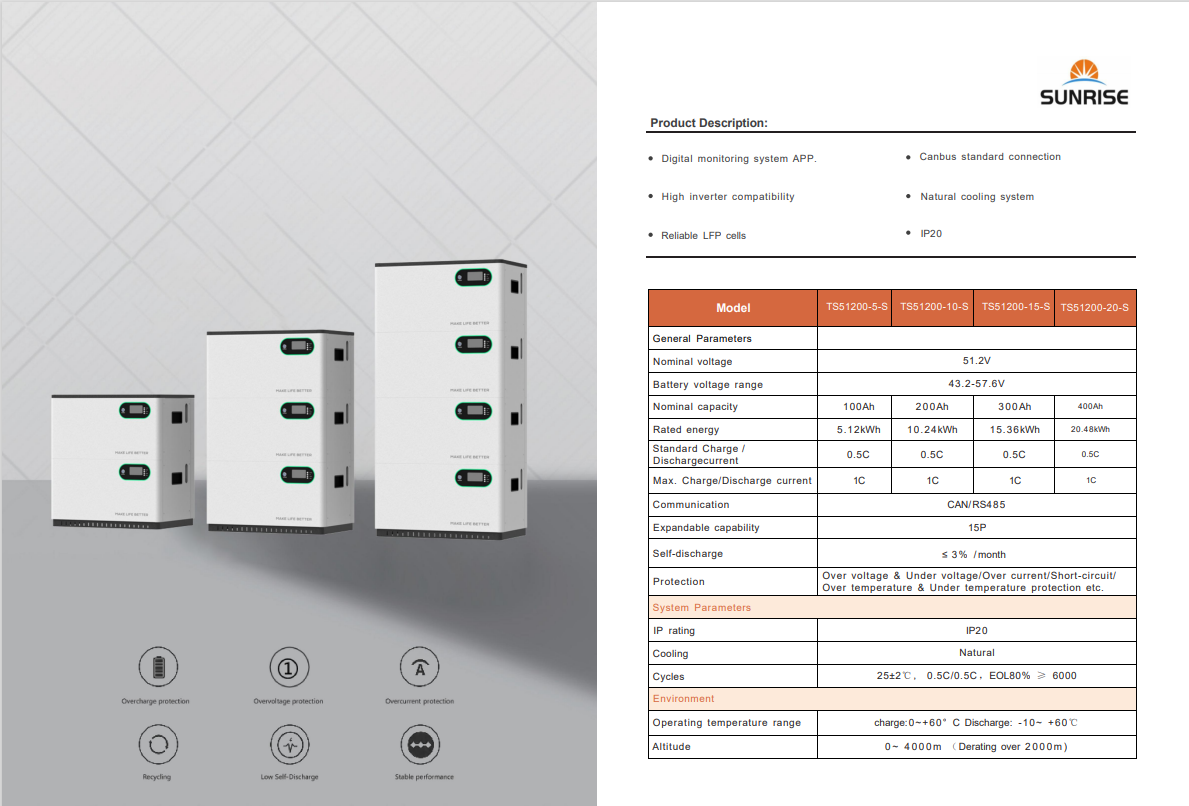 MAKE LIFE BETTER
MAKE LIFE BETTER
MAKE LIFE BETTER
MAKE LIFE BETTER
MAKE LIFE BETTER
MAKE LIFE BETTER
MAKE LIFE BETTER
MAKE LIFE BETTER
MAKE LIFE BETTER
1
A
Overcharge protection
Overvoltage protection
Overcurrent protection
Recycling
Low Self-Discharge
Stable performance
SUNRISE
Product Description:
• Digital monitoring system APP.
• Canbus standard connection
• High inverter compatibility
• Natural cooling system
• Reliable LFP cells
• IP20
Model TS51200-5-S TS51200-10-S TS51200-15-S TS51200-20-S
General Parameters
Nominal voltage 51.2V
Battery voltage range 43.2-57.6V
Nominal capacity 100Ah 200Ah 300Ah 400Ah
Rated energy 5.12kWh 10.24kWh 15.36kWh 20.48kWh
Standard Charge /
Dischargecurrent 0.5C 0.5C 0.5C 0.5C
Max. Charge/Discharge current 1C 1C 1C 1C
Communication CAN/RS485
Expandable capability 15P
Self-discharge ≤ 3% /month
Protection Over voltage & Under voltage/Over current/Short-circuit/
Over temperature & Under temperature protection etc.
System Parameters
IP rating IP20
Cooling Natural
Cycles 25±2℃, 0.5C/0.5C, EOL80% ≥ 6000
Environment
Operating temperature range charge:0~+60° C Discharge: -10~ +60℃
Altitude 0~ 4000m （Derating over 2000m)